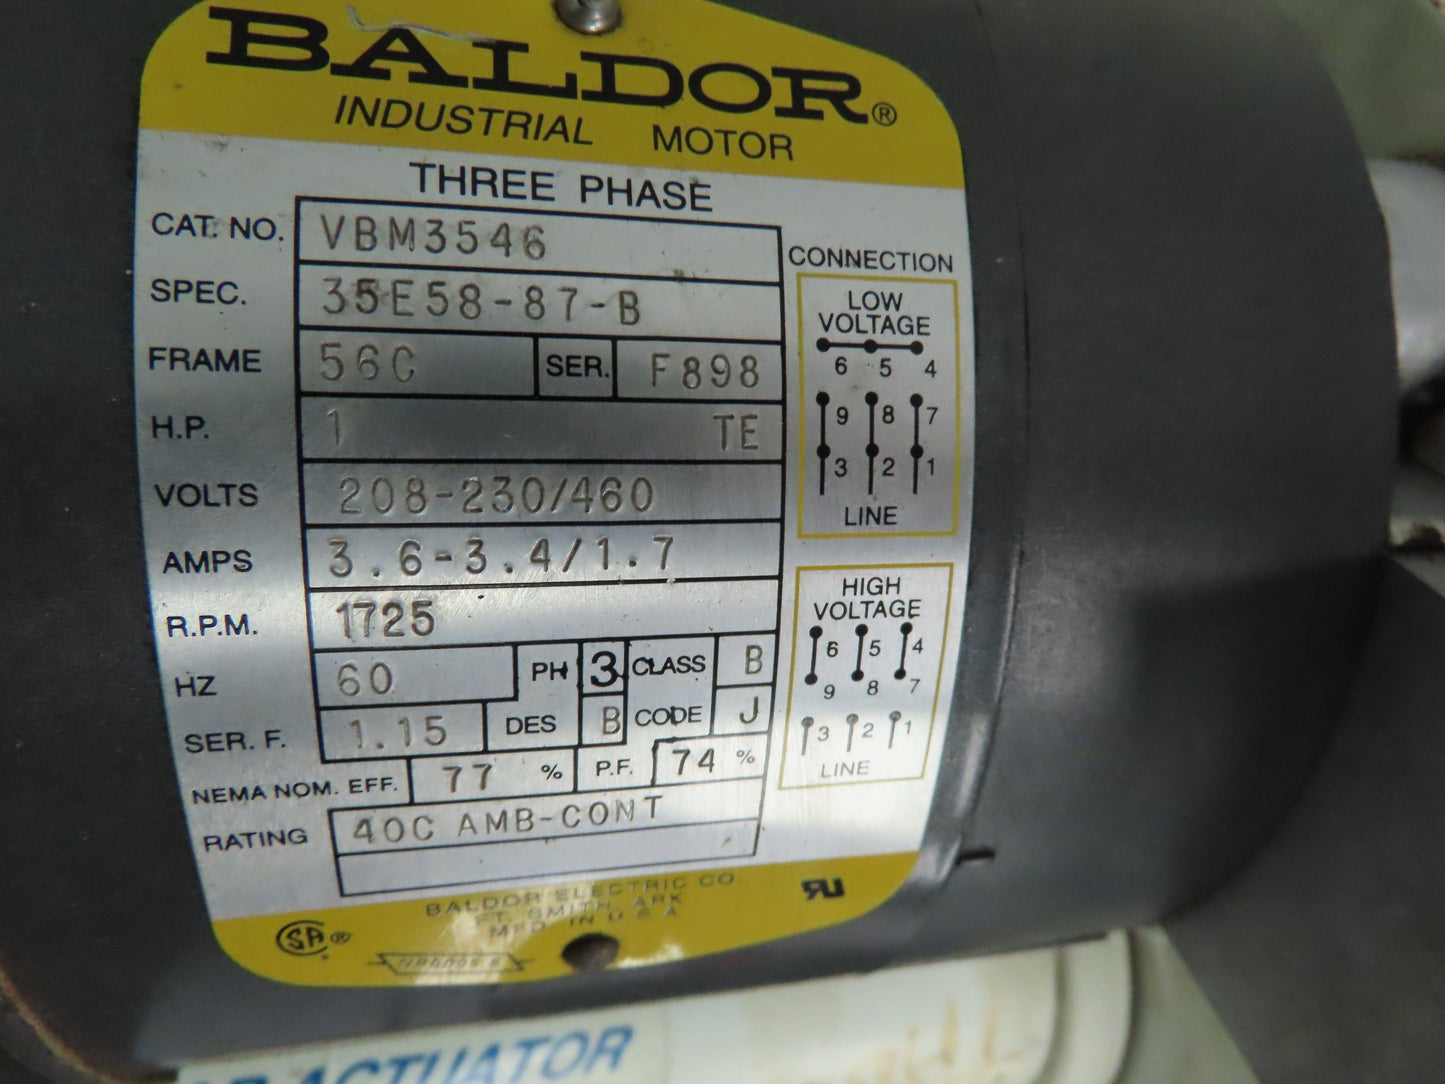 BALDOR®
INDUSTRIAL MOTOR
THREE PHASE
CAT. NO. VBM3546
SPEC. 35E58-87-B
FRAME 56C SER. F898
H.P. 1 TE
VOLTS 208-230/460
AMPS 3.6-3.4/1.7
R.P.M. 1725
HZ 60 PH 3 CLASS B
SER. F. 1.15 DES B CODE J
NEMA NOM. EFF. 77 % P.F. 74 %
RATING 40C AMB-CONT
CONNECTION
LOW
VOLTAGE
6 5 4
9 8 7
3 2 1
LINE
HIGH
VOLTAGE
6 5 4
9 8 7
3 2 1
LINE
BALDOR ELECTRIC CO
FT. SMITH, ARK
MFD. IN U.S.A.
SA ®
RU
ACTUATOR